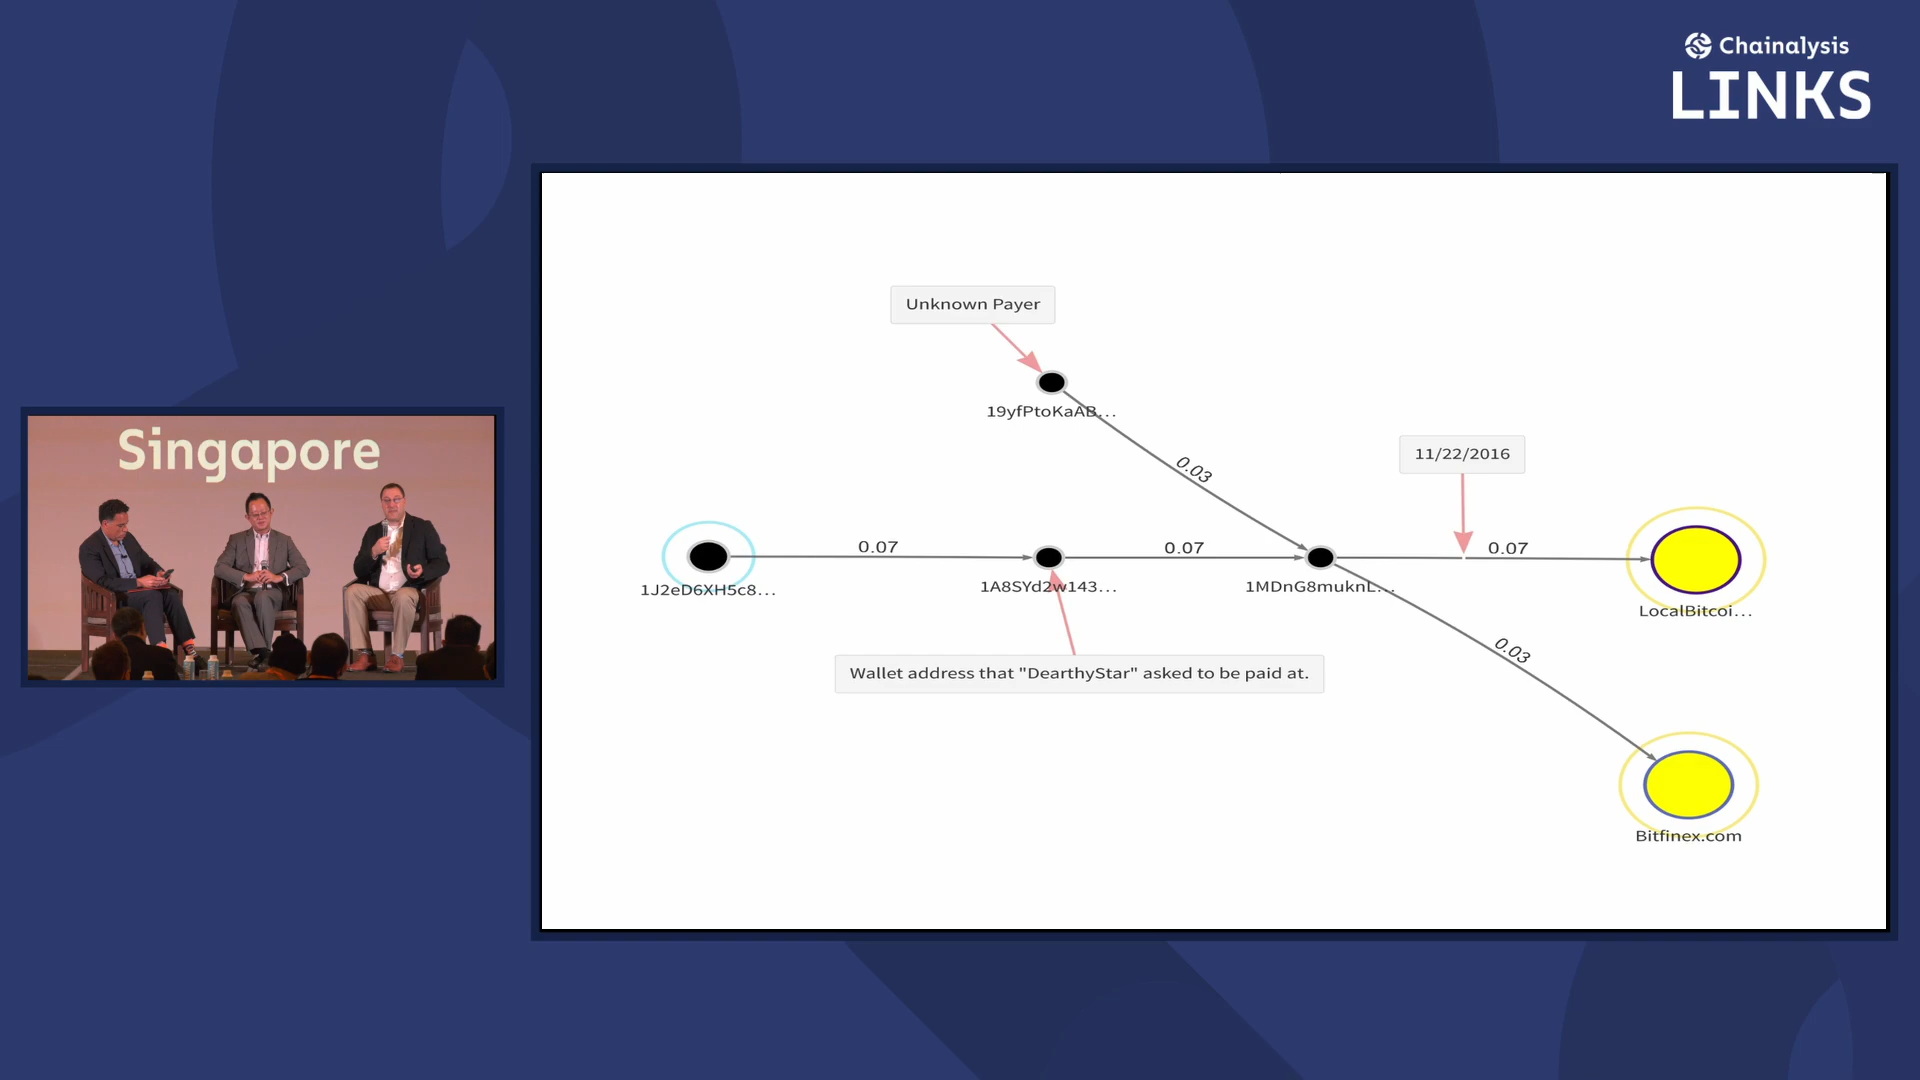 Chainalysis
LINKS
Singapore
Unknown Payer
19yfPtoKaAB...
0.03
11/22/2016
0.07
0.07
0.07
1J2eD6XH5c8...
1A8SYd2w143...
1MDnG8muknL...
LocalBitcoi...
0.03
Wallet address that "DearthyStar" asked to be paid at.
Bitfinex.com